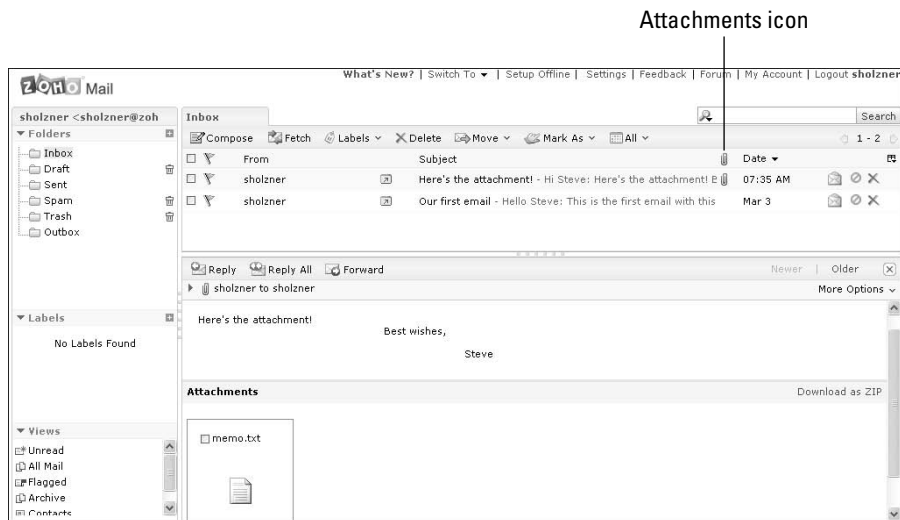 Attachments icon
ZOHO Mail
What's New? | Switch To | Setup Offline | Settings | Feedback | Forum | My Account | Logout sholzner
sholzner <sholzner@zoh
Inbox
Search
Folders
Compose Fetch Labels Delete Move Mark As All
1 - 2
Inbox
Draft
Sent
Spam
Trash
Outbox
From Subject Date
sholzner Here's the attachment! - Hi Steve: Here's the attachment! B 07:35 AM
sholzner Our first email - Hello Steve: This is the first email with this Mar 3
Reply Reply All Forward
Newer | Older
sholzner to sholzner
More Options
Labels
No Labels Found
Here's the attachment!
Best wishes,
Steve
Attachments
Download as ZIP
memo.txt
Views
Unread
All Mail
Flagged
Archive
Contacts